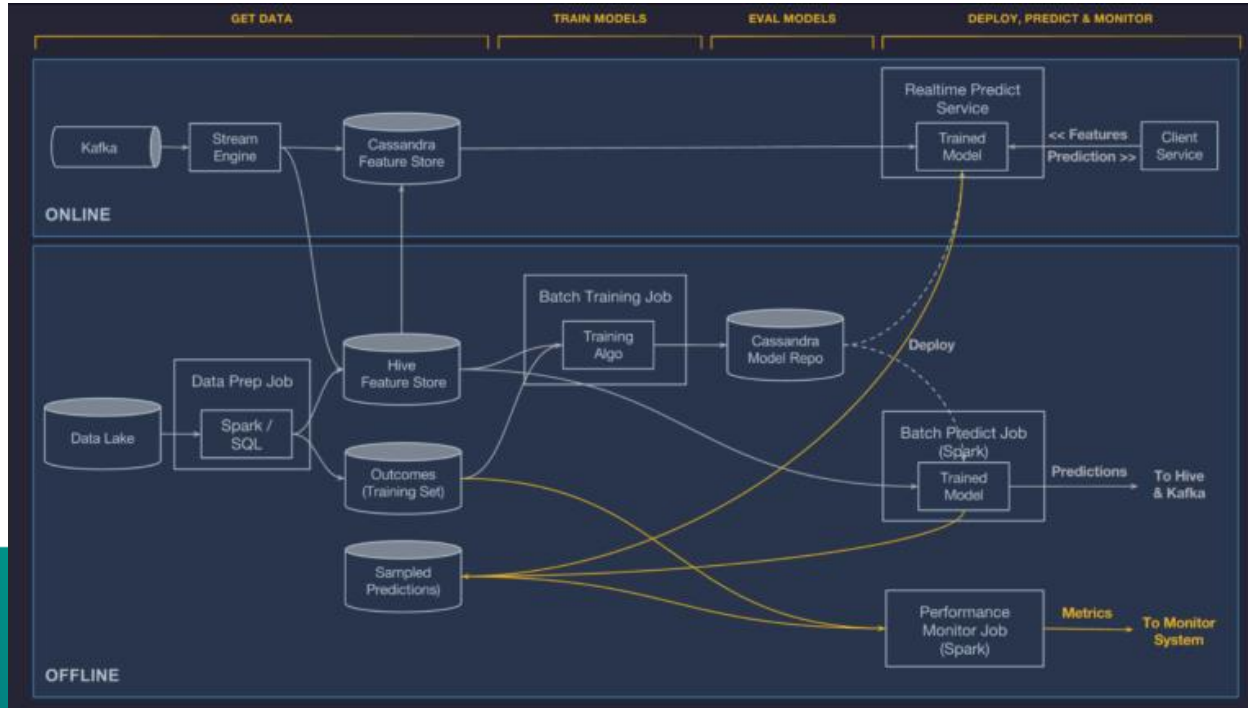 GET DATA
TRAIN MODELS
EVAL MODELS
DEPLOY, PREDICT & MONITOR
Kafka
Stream
Engine
Cassandra
Feature Store
Realtime Predict
Service
Trained
Model
<< Features
Prediction >>
Client
Service
ONLINE
Data Lake
Data Prep Job
Spark /
SQL
Hive
Feature Store
Outcomes
(Training Set)
Sampled
Predictions)
Batch Training Job
Training
Algo
Cassandra
Model Repo
Deploy
Batch Predict Job
(Spark)
Trained
Model
Predictions
To Hive
& Kafka
Performance
Monitor Job
(Spark)
Metrics
To Monitor
System
OFFLINE